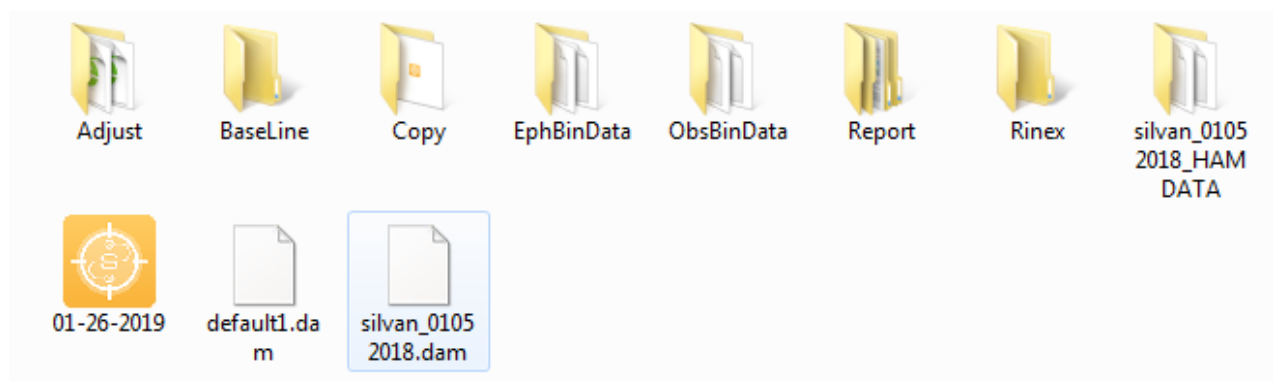 Adjust BaseLine Copy EphBinData ObsBinData Report Rinex silvan_0105
2018_HAM
DATA
01-26-2019 default1.da silvan_0105
m 2018.dam